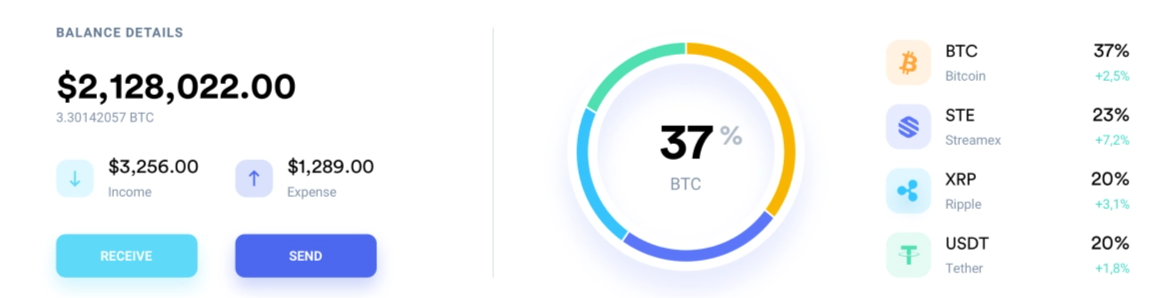 BALANCE DETAILS
$2,128,022.00
3.30142057 BTC
$3,256.00
Income
$1,289.00
Expense
RECEIVE
SEND
37 %
BTC
BTC 37%
Bitcoin +2,5%
STE 23%
Streamex +7,2%
XRP 20%
Ripple +3,1%
USDT 20%
Tether +1,8%